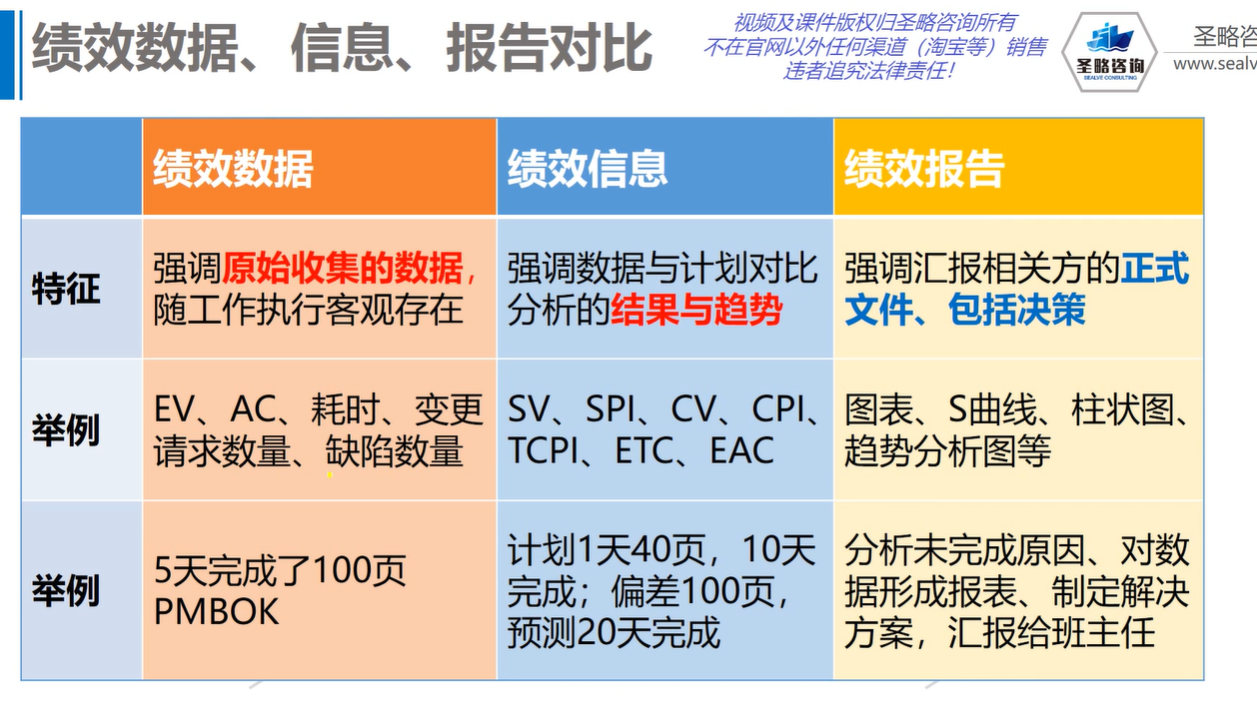 绩效数据、信息、报告对比
视频及课件版权归圣略咨询所有
不在官网以外任何渠道（淘宝等）销售
违者追究法律责任！
圣略咨询
SEALVE CONSULTING
圣略咨
www.sealv
绩效数据
绩效信息
绩效报告
特征
强调原始收集的数据，
随工作执行客观存在
强调数据与计划对比
分析的结果与趋势
强调汇报相关方的正式
文件、包括决策
举例
EV、AC、耗时、变更
请求数量、缺陷数量
SV、SPI、CV、CPI、
TCPI、ETC、EAC
图表、S曲线、柱状图、
趋势分析图等
举例
5天完成了100页
PMBOK
计划1天40页，10天
完成；偏差100页，
预测20天完成
分析未完成原因、对数
据形成报表、制定解决
方案，汇报给班主任